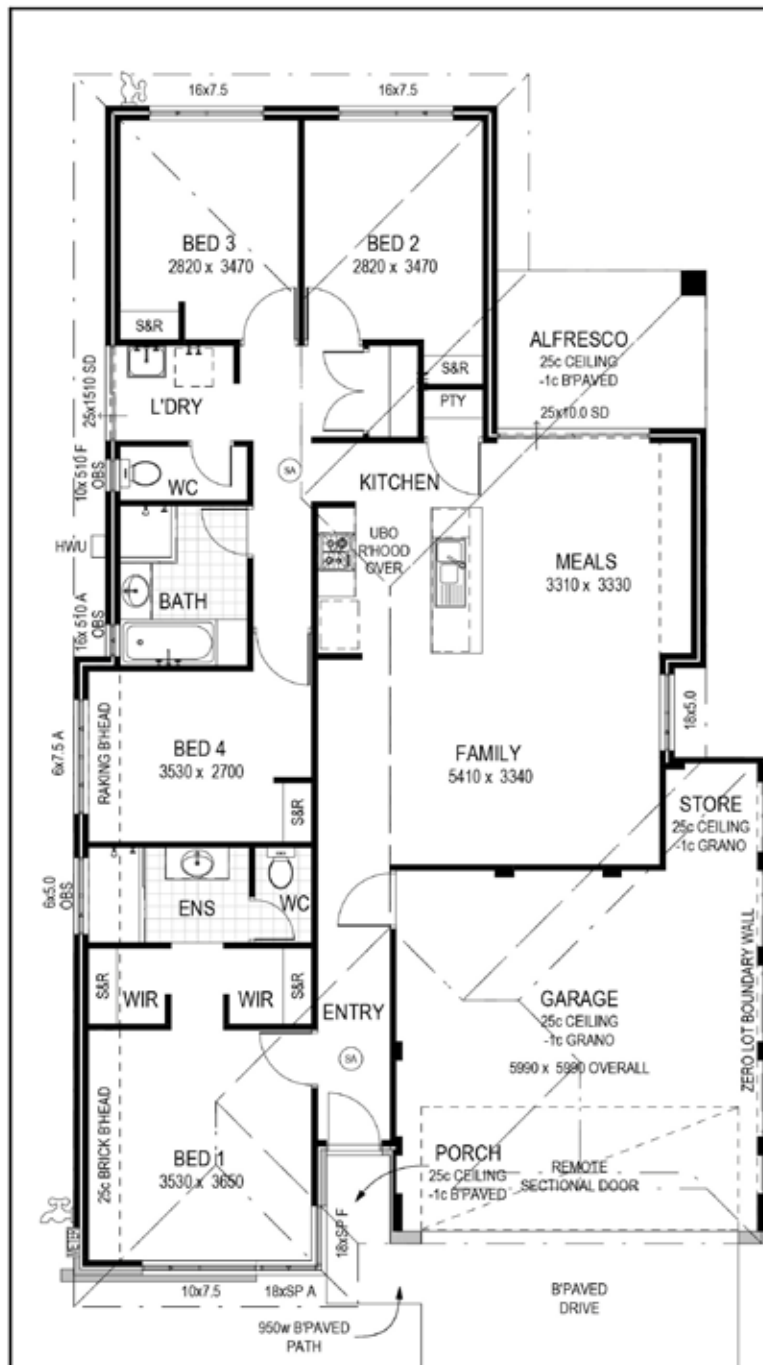 16x7.5
16x7.5
BED 3
2820 x 3470
BED 2
2820 x 3470
S&R
S&R
ALFRESCO
25c CEILING
-1c B'PAVED
25x10.0 SD
25x1510 SD
L'DRY
PTY
10x 510 F
OBS
WC
SA
KITCHEN
HWU
UBO
R'HOOD
OVER
MEALS
3310 x 3330
16x 510 A
OBS
BATH
18x5.0
6x7.5 A
RAKING B'HEAD
BED 4
3530 x 2700
S&R
FAMILY
5410 x 3340
STORE
25c CEILING
-1c GRANO
6x5.0
OBS
ENS
WC
S&R
WIR
WIR
S&R
ENTRY
SA
GARAGE
25c CEILING
-1c GRANO
5990 x 5990 OVERALL
ZERO LOT BOUNDARY WALL
25c BRICK B'HEAD
BED 1
3530 x 3650
PORCH
25c CEILING
-1c B'PAVED
REMOTE
SECTIONAL DOOR
METER
18xSP F
10x7.5
18xSP A
950w B'PAVED
PATH
B'PAVED
DRIVE